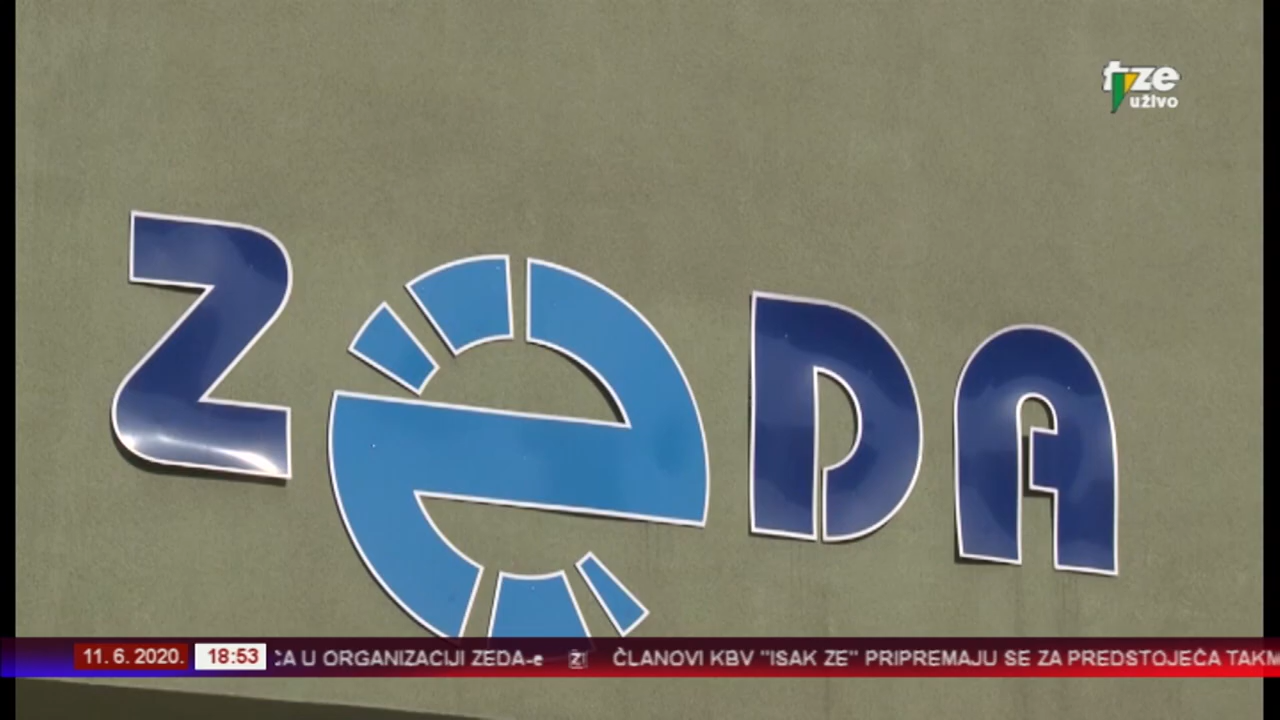 tze
uživo
ZeDA
11. 6. 2020. 18:53 ČA U ORGANIZACIJI ZEDA-e ČLANOVI KBV "ISAK ZE" PRIPREMAJU SE ZA PREDSTOJEĆA TAKM